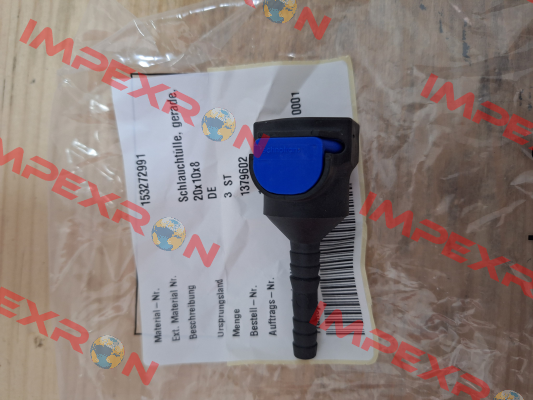 Material-Nr. 153272991
Ext. Material Nr.
Beschreibung Schlauchtülle, gerade,
20x10x8
Ursprungsland DE
Menge 3 ST
Bestell-Nr. 1379602
Auftrags-Nr. 0001
IMPEXRON
IMPEXRON
IMPEXRON
IMPEXRON
IMPEXRON